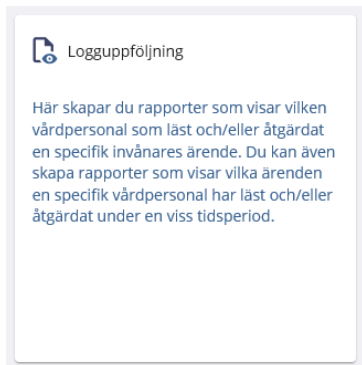 Logguppföljning
Här skapar du rapporter som visar vilken
vårdpersonal som läst och/eller åtgärdat
en specifik invånares ärende. Du kan även
skapa rapporter som visar vilka ärenden
en specifik vårdpersonal har läst och/eller
åtgärdat under en viss tidsperiod.